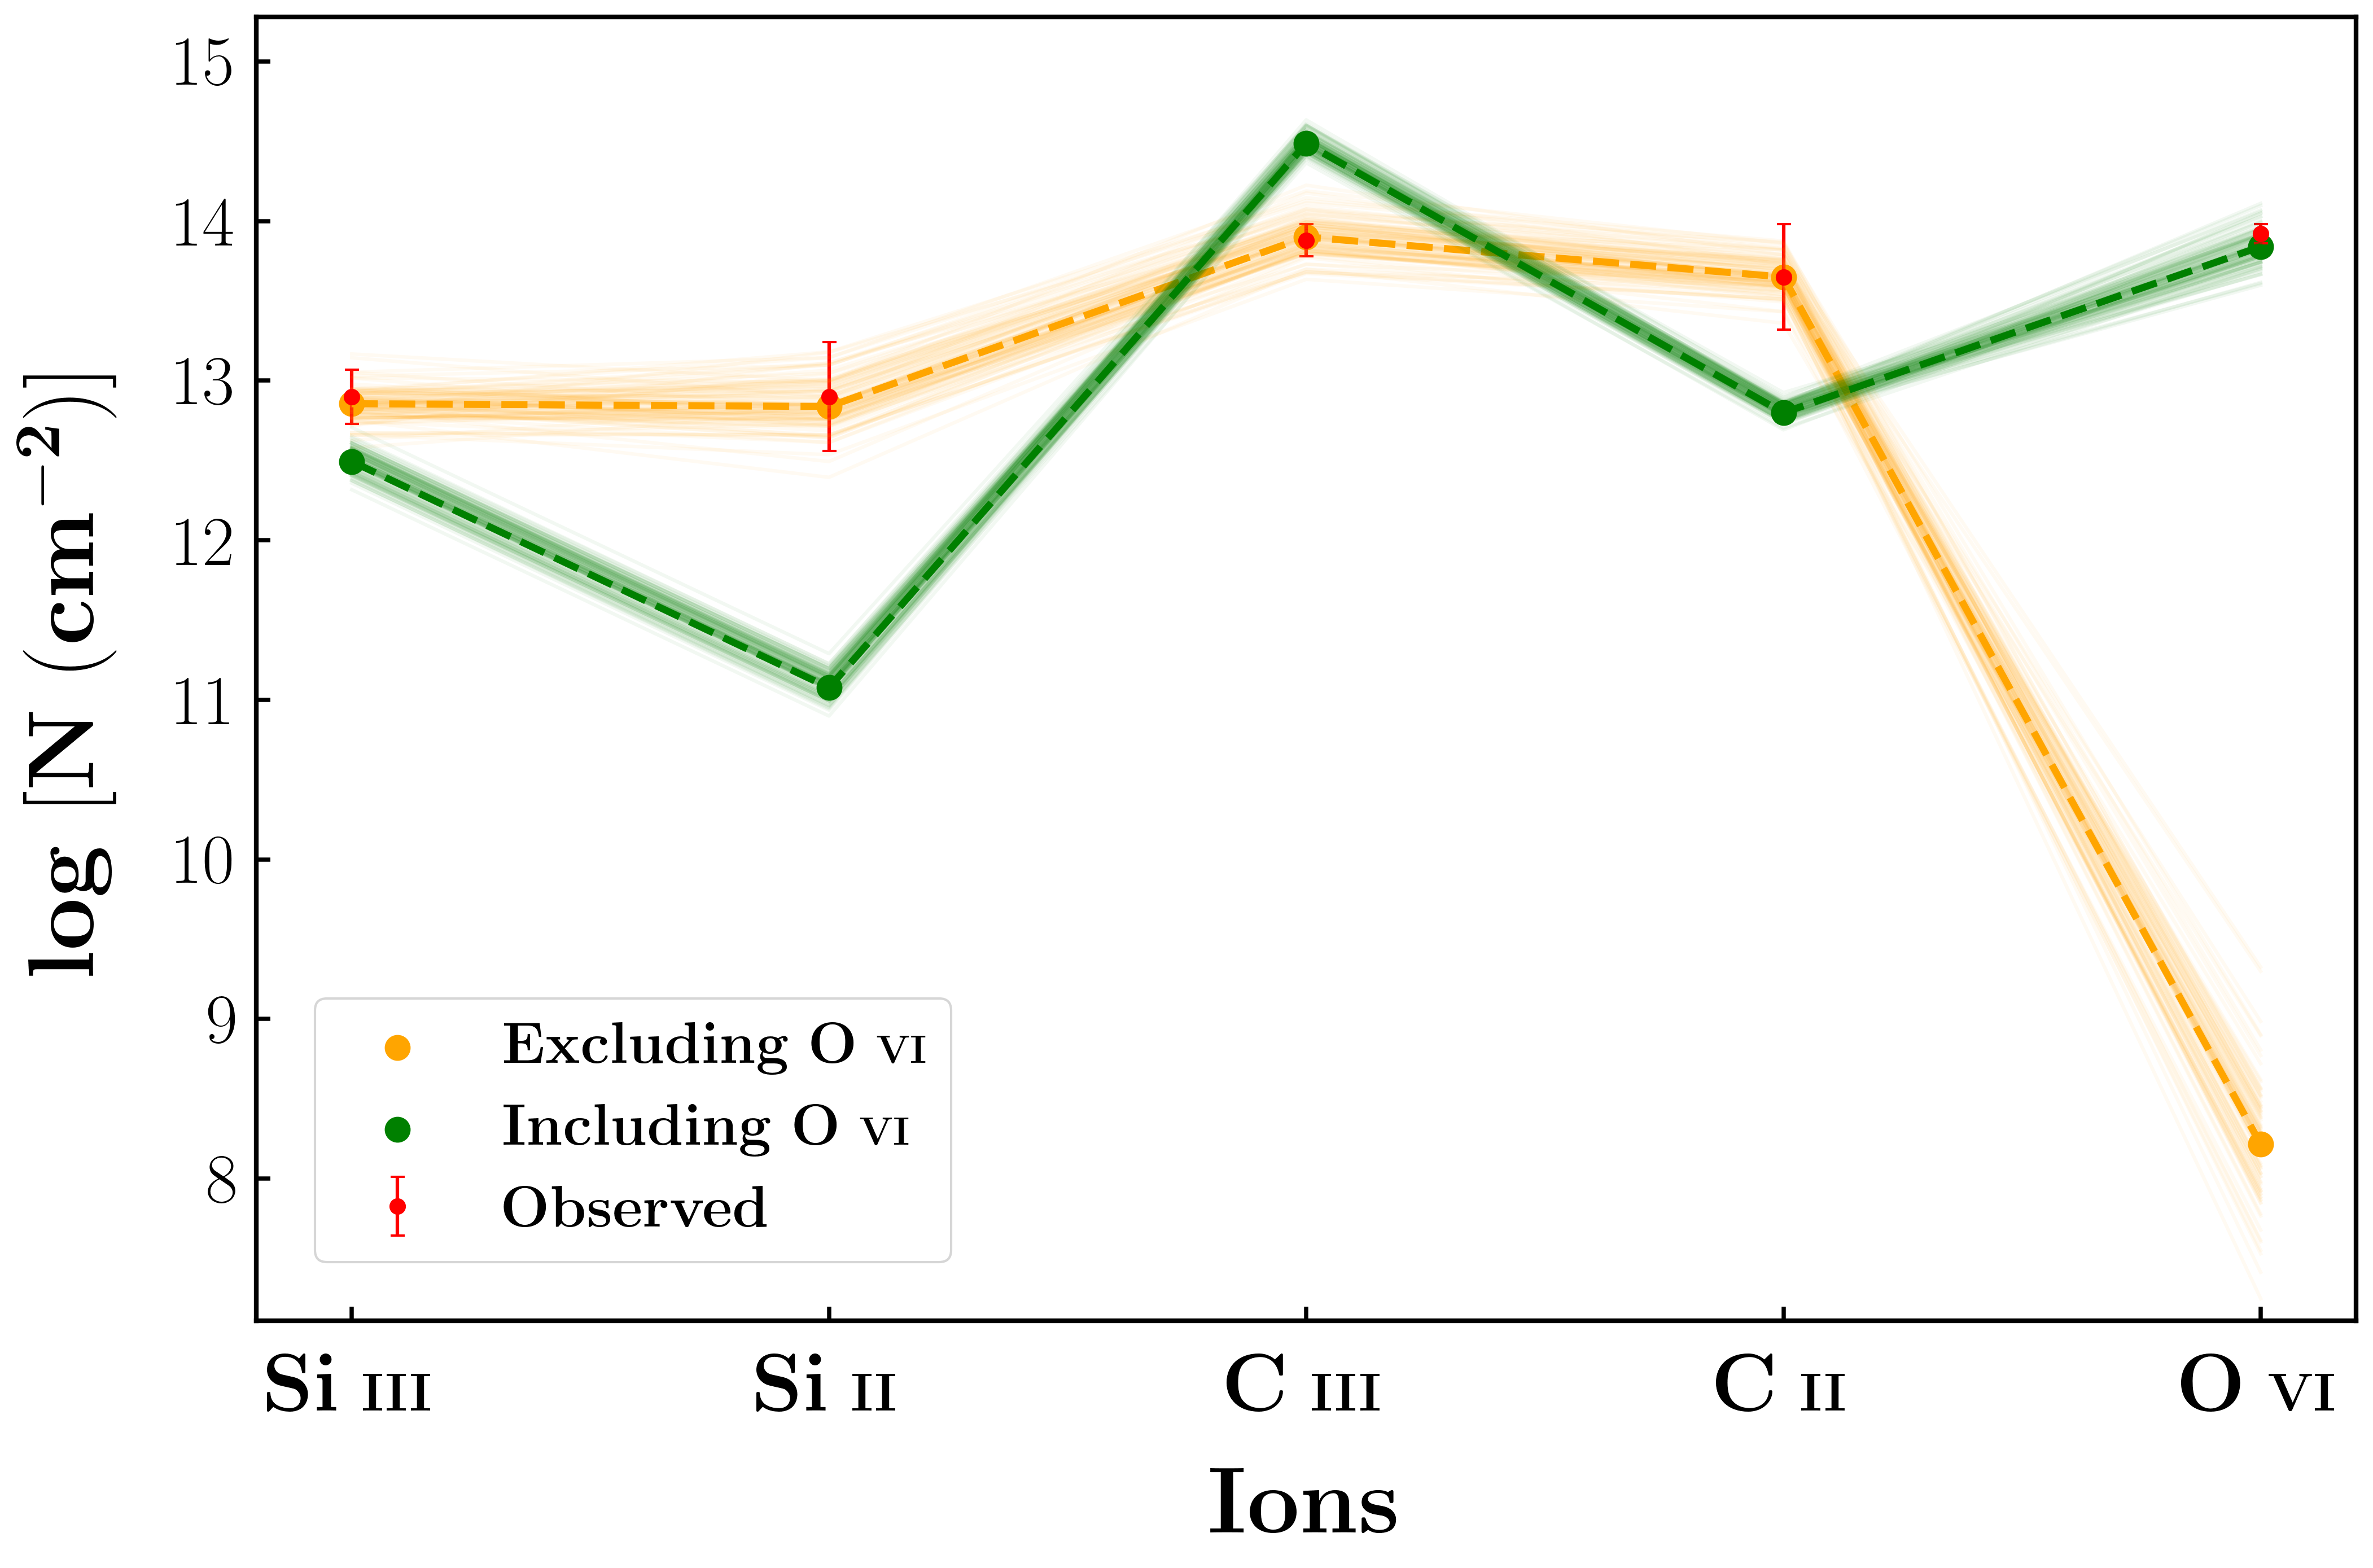 log [N (cm⁻²)]
15
14
13
12
11
10
9
8
Excluding O VI
Including O VI
Observed
Si III Si II C III C II O VI
Ions